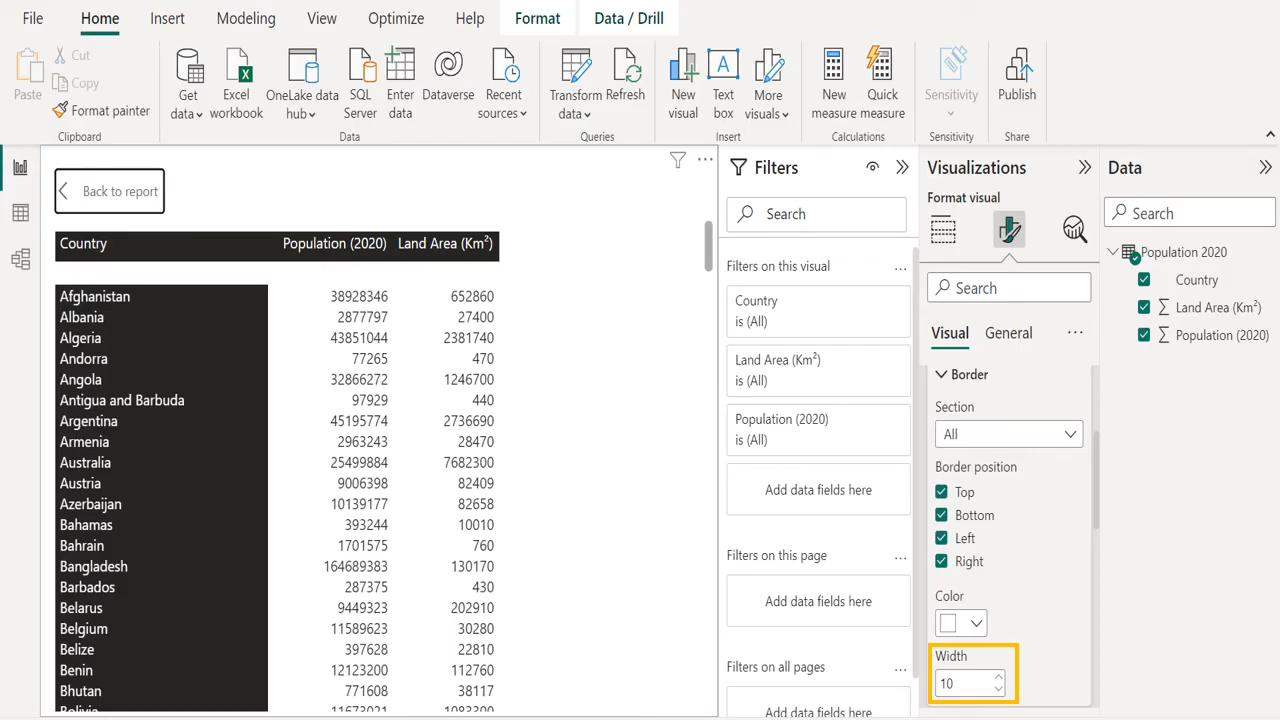 File Home Insert Modeling View Optimize Help Format Data / Drill
Paste
Cut
Copy
Format painter
Clipboard
Get data
Excel workbook
OneLake data hub
SQL Server
Enter data
Dataverse
Recent sources
Data
Transform data
Refresh
Queries
New visual
Text box
More visuals
Insert
New measure
Quick measure
Calculations
Sensitivity
Sensitivity
Publish
Share
Back to report
Country Population (2020) Land Area (Km²)
Afghanistan 38928346 652860
Albania 2877797 27400
Algeria 43851044 2381740
Andorra 77265 470
Angola 32866272 1246700
Antigua and Barbuda 97929 440
Argentina 45195774 2736690
Armenia 2963243 28470
Australia 25499884 7682300
Austria 9006398 82409
Azerbaijan 10139177 82658
Bahamas 393244 10010
Bahrain 1701575 760
Bangladesh 164689383 130170
Barbados 287375 430
Belarus 9449323 202910
Belgium 11589623 30280
Belize 397628 22810
Benin 12123200 112760
Bhutan 771608 38117
Bolivia 11673021 1083300
Filters
Search
Filters on this visual ...
Country
is (All)
Land Area (Km²)
is (All)
Population (2020)
is (All)
Add data fields here
Filters on this page ...
Add data fields here
Filters on all pages ...
Add data fields here
Visualizations
Format visual
Search
Visual General ...
Border
Section
All
Border position
Top
Bottom
Left
Right
Color
Width
10
Data
Search
Population 2020
Country
Land Area (Km²)
Population (2020)